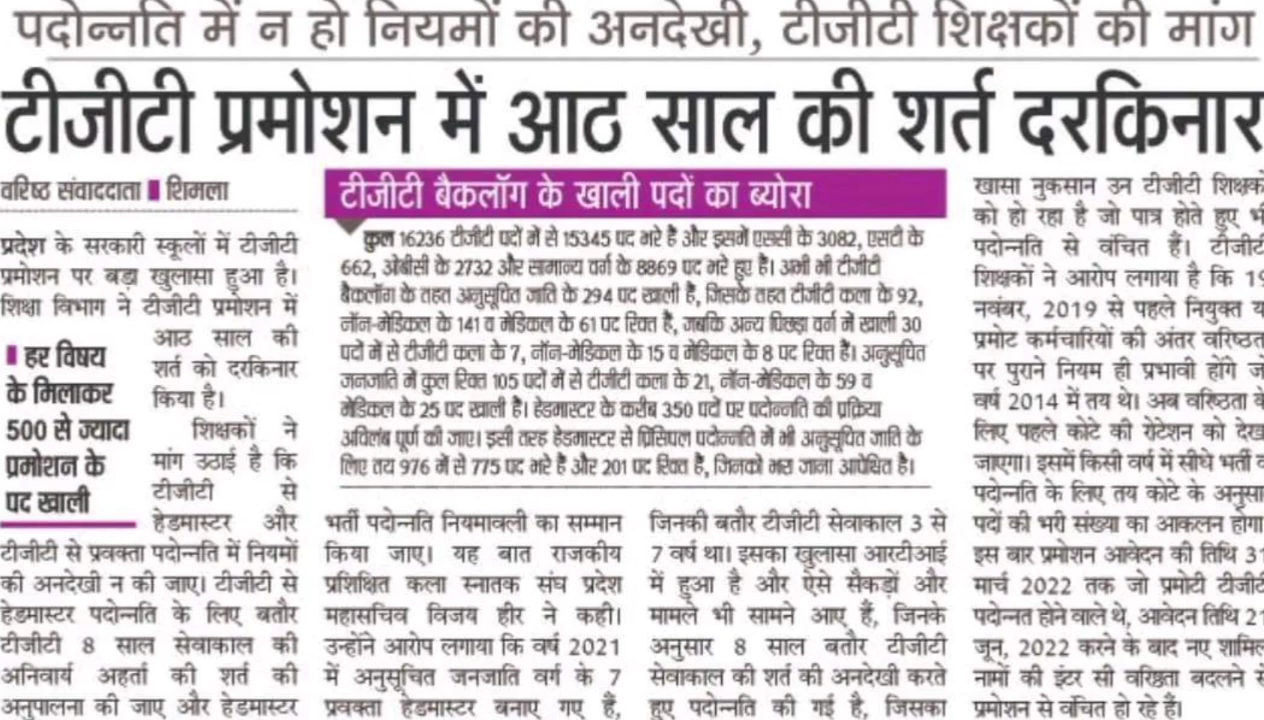 पदोन्नति में न हो नियमों की अनदेखी, टीजीटी शिक्षकों की मांग
टीजीटी प्रमोशन में आठ साल की शर्त दरकिनार
वरिष्ठ संवाददाता शिमला
प्रदेश के सरकारी स्कूलों में टीजीटी
प्रमोशन पर बड़ा खुलासा हुआ है।
शिक्षा विभाग ने टीजीटी प्रमोशन में
आठ साल की
शर्त को दरकिनार
किया है।
शिक्षकों ने
मांग उठाई है कि
टीजीटी से
हेडमास्टर और
हर विषय
के मिलाकर
500 से ज्यादा
प्रमोशन के
पद खाली
टीजीटी से प्रवक्ता पदोन्नति में नियमों
की अनदेखी न की जाए। टीजीटी से
हेडमास्टर पदोन्नति के लिए बतौर
टीजीटी 8 साल सेवाकाल की
अनिवार्य अहर्ता की शर्त की
अनुपालना की जाए और हेडमास्टर
टीजीटी बैकलॉग के खाली पदों का ब्योरा
कुल 16236 टीजीटी पदों में से 15345 पद भरे हैं और इसमें एससी के 3082, एसटी के
662, ओबीसी के 2732 और सामान्य वर्ग के 8869 पद भरे हुए हैं। अभी भी टीजीटी
बैकलॉग के तहत अनुसूचित जाति के 294 पद खाली हैं, जिसके तहत टीजीटी कला के 92,
नॉन-मेडिकल के 141 व मेडिकल के 61 पद रिक्त हैं, जबकि अन्य पिछड़ा वर्ग में खाली 30
पदों में से टीजीटी कला के 7, नॉन-मेडिकल के 15 व मेडिकल के 8 पद रिक्त हैं। अनुसूचित
जनजाति में कुल रिक्त 105 पदों में से टीजीटी कला के 21, नॉन-मेडिकल के 59 व
मेडिकल के 25 पद खाली हैं। हेडमास्टर के करीब 350 पदों पर पदोन्नति की प्रक्रिया
अविलंब पूर्ण की जाए। इसी तरह हेडमास्टर से प्रिंसिपल पदोन्नति में भी अनुसूचित जाति के
लिए तय 976 में से 775 पद भरे हैं और 201 पद रिक्त हैं, जिनको भरा जाना आपेक्षित है।
भर्ती पदोन्नति नियमावली का सम्मान
किया जाए। यह बात राजकीय
प्रशिक्षित कला स्नातक संघ प्रदेश
महासचिव विजय हीर ने कही।
उन्होंने आरोप लगाया कि वर्ष 2021
में अनुसूचित जनजाति वर्ग के 7
प्रवक्ता हेडमास्टर बनाए गए हैं,
जिनकी बतौर टीजीटी सेवाकाल 3 से
7 वर्ष था। इसका खुलासा आरटीआई
में हुआ है और ऐसे सैकड़ों और
मामले भी सामने आए हैं, जिनके
अनुसार 8 साल बतौर टीजीटी
सेवाकाल की शर्त की अनदेखी करते
हुए पदोन्नति की गई है, जिसका
खासा नुकसान उन टीजीटी
को हो रहा है जो पात्र होते हुए
पदोन्नति से वंचित हैं। टीजीटी
शिक्षकों ने आरोप लगाया है कि
नवंबर, 2019 से पहले नियुक्त
प्रमोट कर्मचारियों की अंतर
पर पुराने नियम ही प्रभावी होंगे
वर्ष 2014 में तय थे। अब वरिष्ठता
लिए पहले कोटे की रोटेशन को
जाएगा। इसमें किसी वर्ष में सीधे भर्ती
पदोन्नति के लिए तय कोटे के
पदों की भरी संख्या का आकलन होगा
इस बार प्रमोशन आवेदन की तिथि 31
मार्च 2022 तक जो प्रमोटी टीजीटी
पदोन्नत होने वाले थे, आवेदन तिथि 21
जून, 2022 करने के बाद नए
नामों की इंटर सी वरिष्ठता बदलने से
प्रमोशन से वंचित हो रहे हैं।